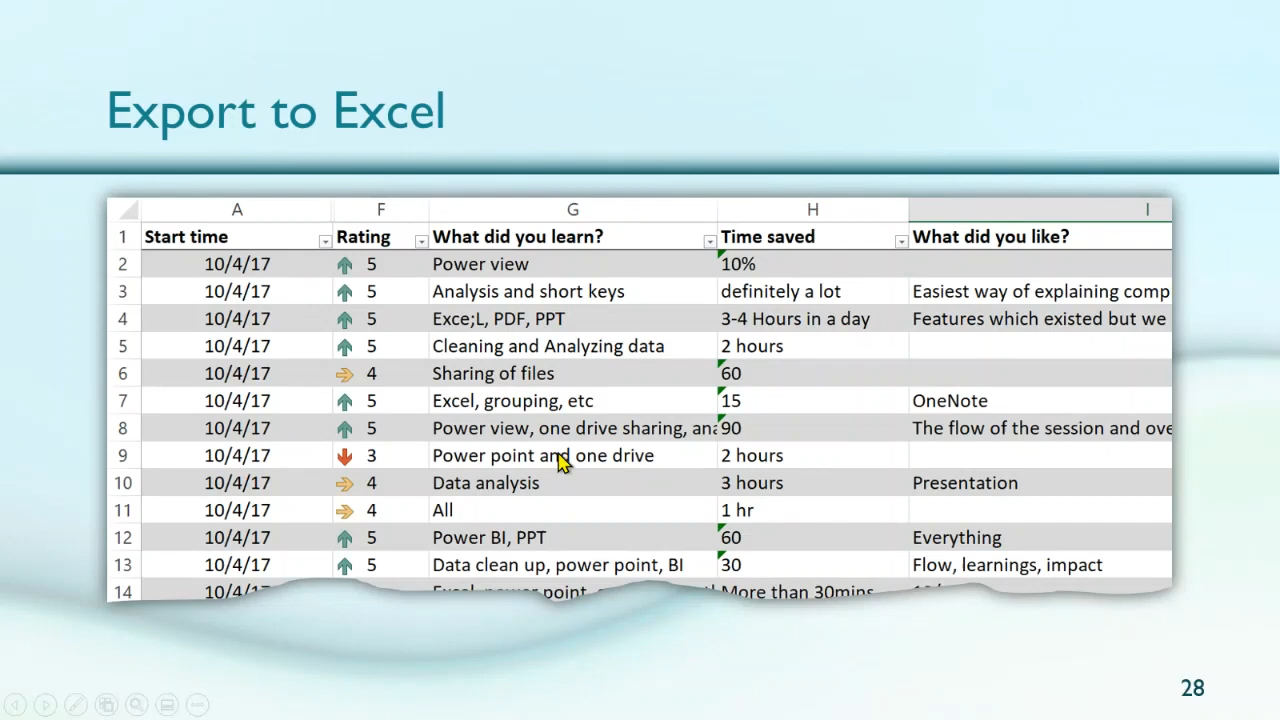 Export to Excel
A F G H I
1 Start time Rating What did you learn? Time saved What did you like?
2 10/4/17 5 Power view 10%
3 10/4/17 5 Analysis and short keys definitely a lot Easiest way of explaining comp
4 10/4/17 5 Exce;L, PDF, PPT 3-4 Hours in a day Features which existed but we
5 10/4/17 5 Cleaning and Analyzing data 2 hours
6 10/4/17 4 Sharing of files 60
7 10/4/17 5 Excel, grouping, etc 15 OneNote
8 10/4/17 5 Power view, one drive sharing, ana 90 The flow of the session and ove
9 10/4/17 3 Power point and one drive 2 hours
10 10/4/17 4 Data analysis 3 hours Presentation
11 10/4/17 4 All 1 hr
12 10/4/17 5 Power BI, PPT 60 Everything
13 10/4/17 5 Data clean up, power point, BI 30 Flow, learnings, impact
14 10/4/17 Excel, power point, More than 30mins
28